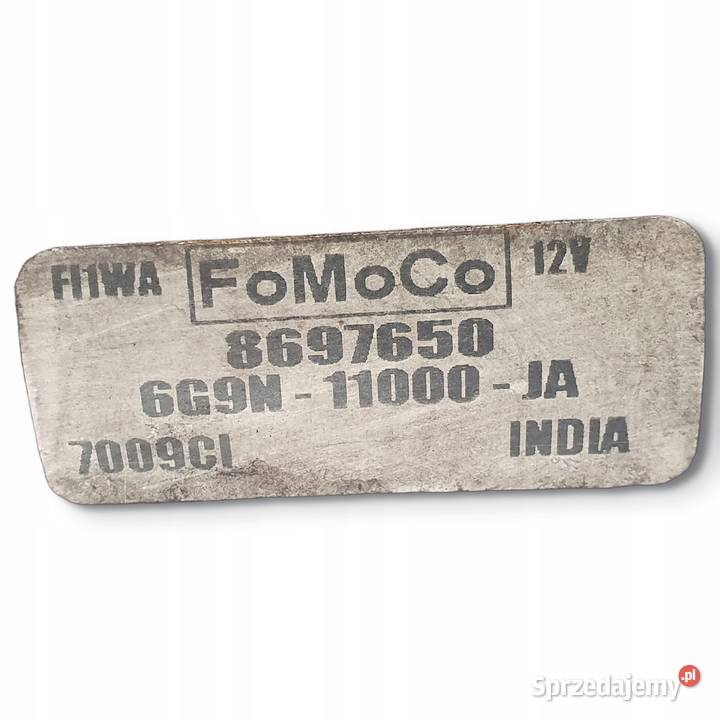 FI1WA FoMoCo 12V
8697650
6G9N - 11000 - JA
7009CI INDIA
Sprzedajemy.pl